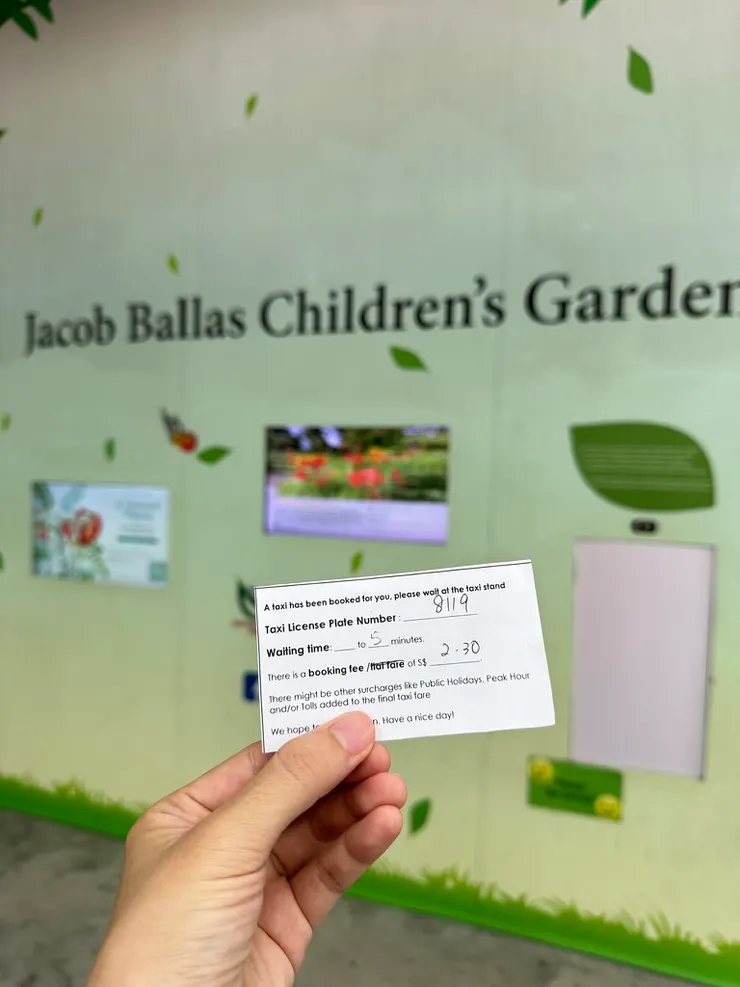 Jacob Ballas Children's Garden
A taxi has been booked for you, please wait at the taxi stand
Taxi License Plate Number : 8119
Waiting time: ___ to 5 minutes.
There is a booking fee /flat fare of S$ 2.30
There might be other surcharges like Public Holidays, Peak Hour
and/or Tolls added to the final taxi fare
We hope to n. Have a nice day!